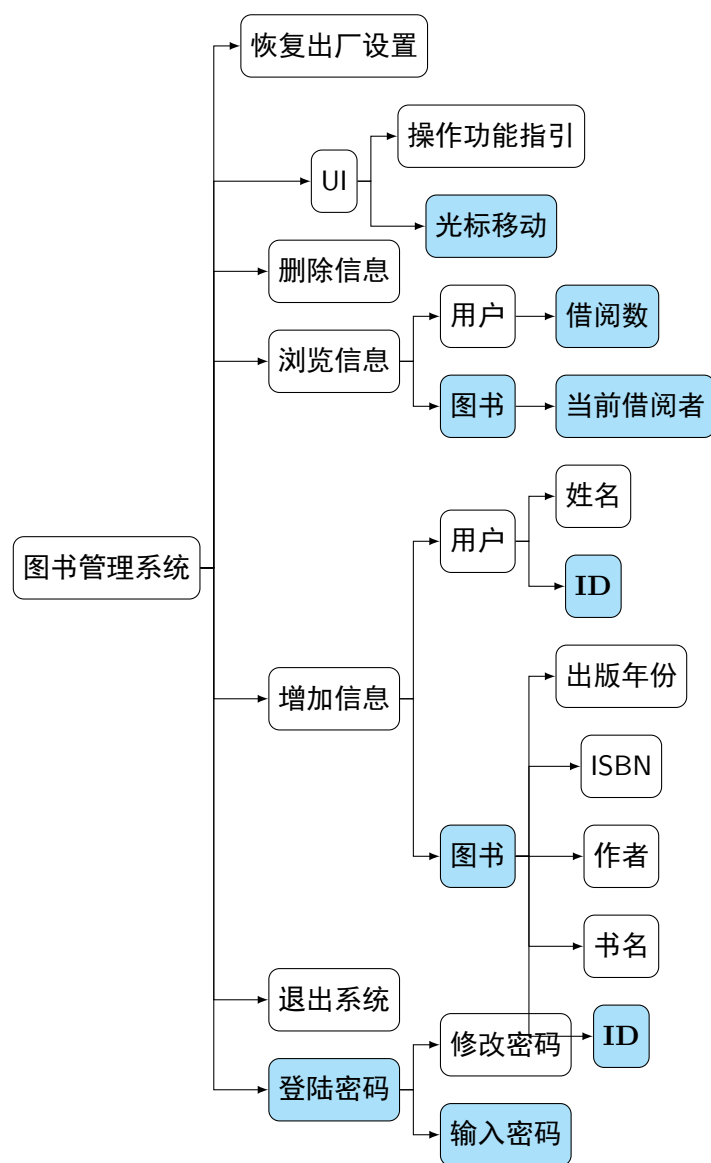 恢复出厂设置
操作功能指引
UI
光标移动
删除信息
用户
借阅数
浏览信息
图书
当前借阅者
姓名
用户
图书管理系统
ID
出版年份
增加信息
ISBN
图书
作者
书名
退出系统
修改密码
ID
登陆密码
输入密码